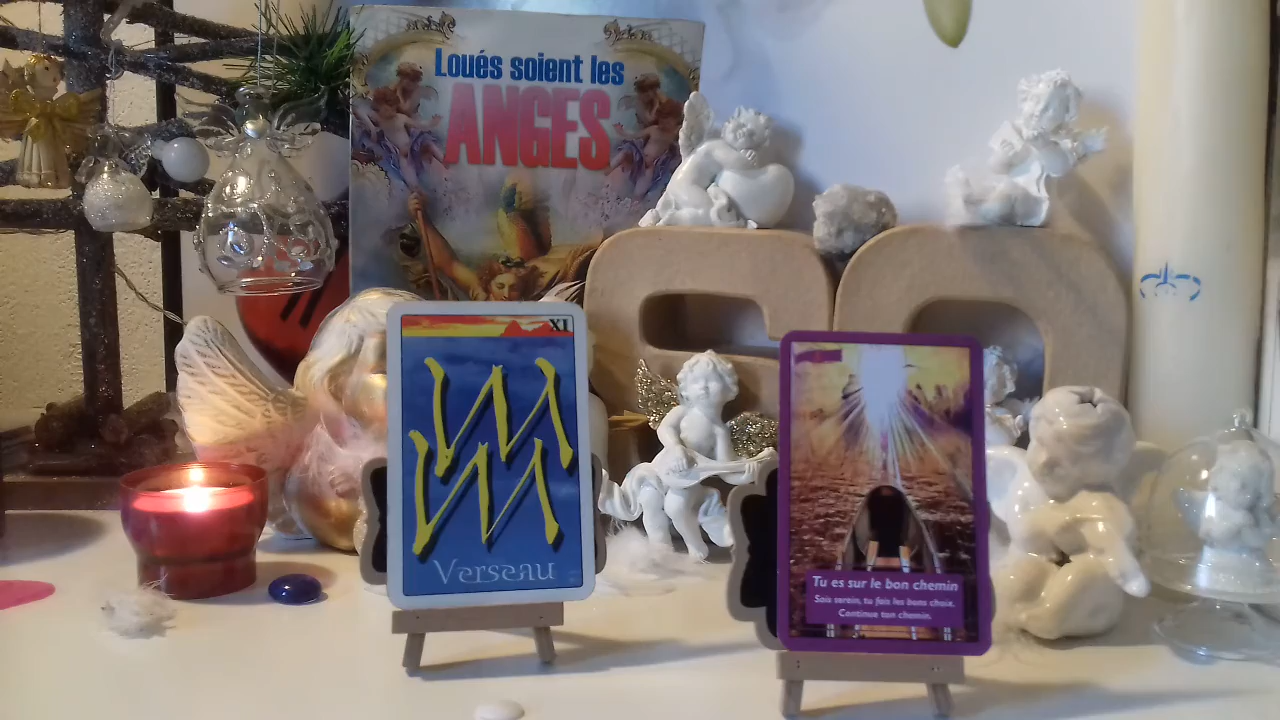 Loués soient les
ANGES
XI
Verseau
Tu es sur le bon chemin
Sois serein, tu fais les bons choix.
Continue ton chemin.